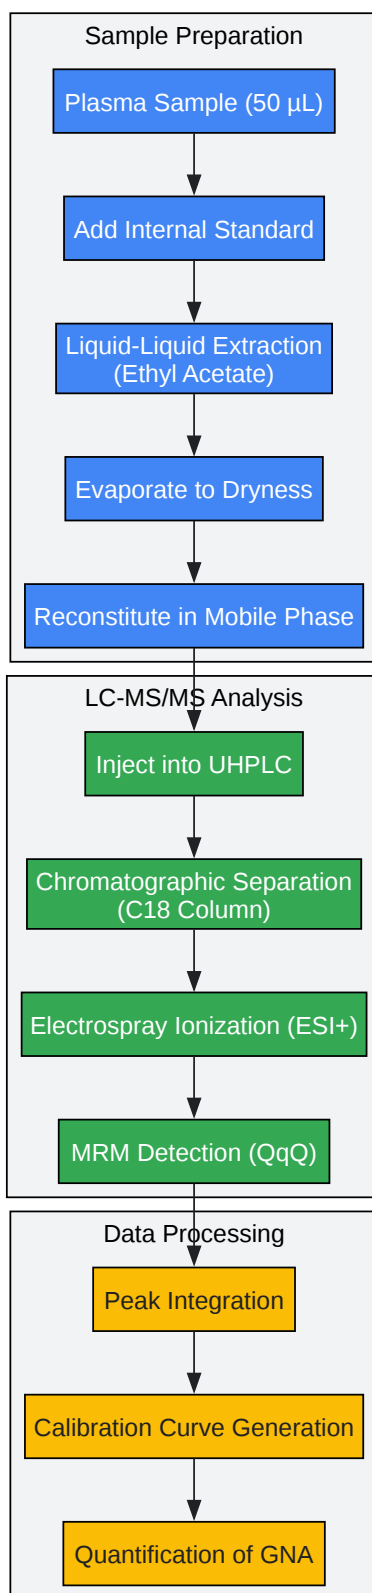 Sample Preparation
Plasma Sample (50 µL)
Add Internal Standard
Liquid-Liquid Extraction
(Ethyl Acetate)
Evaporate to Dryness
Reconstitute in Mobile Phase
LC-MS/MS Analysis
Inject into UHPLC
Chromatographic Separation
(C18 Column)
Electrospray Ionization (ESI+)
MRM Detection (QqQ)
Data Processing
Peak Integration
Calibration Curve Generation
Quantification of GNA